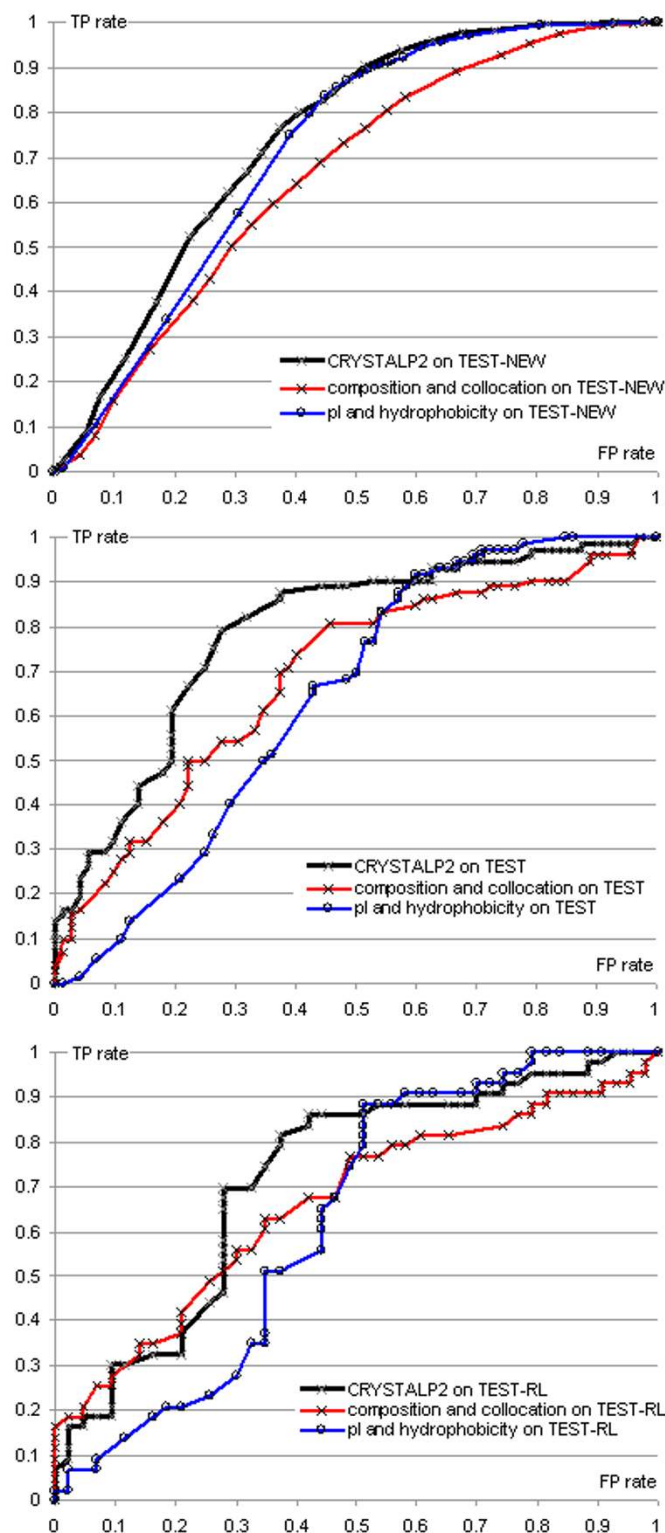 1 TP rate
0.9
0.8
0.7
0.6
0.5
0.4
0.3
CRYSTALP2 on TEST-NEW
0.2
composition and collocation on TEST-NEW
pI and hydrophobicity on TEST-NEW
0.1
FP rate
0
0 0.1 0.2 0.3 0.4 0.5 0.6 0.7 0.8 0.9 1
1 TP rate
0.9
0.8
0.7
0.6
0.5
0.4
0.3
CRYSTALP2 on TEST
0.2
composition and collocation on TEST
pI and hydrophobicity on TEST
0.1
FP rate
0
0 0.1 0.2 0.3 0.4 0.5 0.6 0.7 0.8 0.9 1
1 TP rate
0.9
0.8
0.7
0.6
0.5
0.4
0.3
CRYSTALP2 on TEST-RL
0.2
composition and collocation on TEST-RL
pI and hydrophobicity on TEST-RL
0.1
FP rate
0
0 0.1 0.2 0.3 0.4 0.5 0.6 0.7 0.8 0.9 1